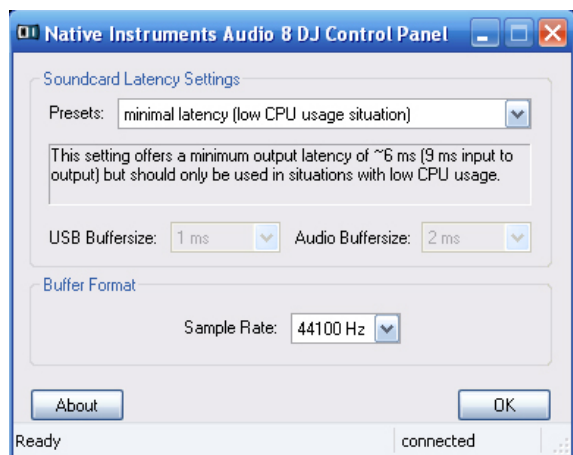 Native Instruments Audio 8 DJ Control Panel
Soundcard Latency Settings
Presets: minimal latency (low CPU usage situation)
This setting offers a minimum output latency of ~6 ms (9 ms input to
output) but should only be used in situations with low CPU usage.
USB Buffersize: 1 ms Audio Buffersize: 2 ms
Buffer Format
Sample Rate: 44100 Hz
About OK
Ready connected